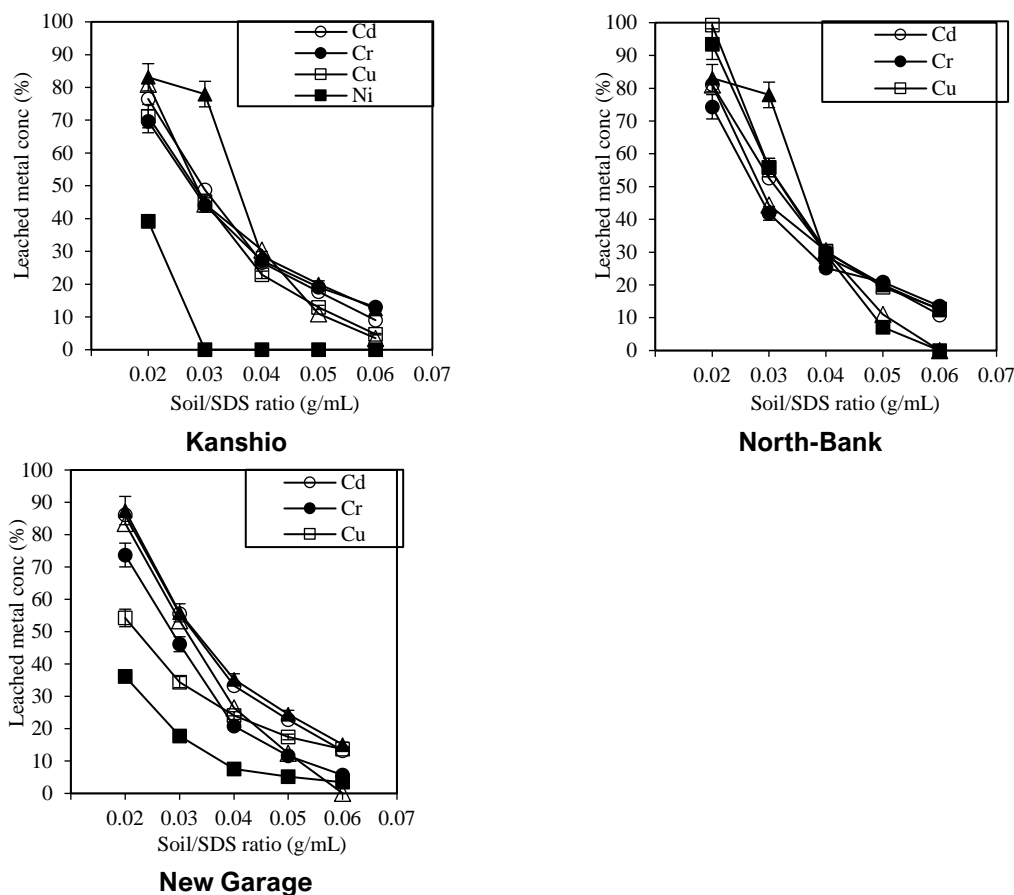 100
90
80
70
60
50
40
30
20
10
0
Leached metal conc (%)
Cd
Cr
Cu
Ni
0.02 0.03 0.04 0.05 0.06 0.07
Soil/SDS ratio (g/mL)
Kanshio
100
90
80
70
60
50
40
30
20
10
0
Leached metal conc (%)
Cd
Cr
Cu
0.02 0.03 0.04 0.05 0.06 0.07
Soil/SDS ratio (g/mL)
North-Bank
100
90
80
70
60
50
40
30
20
10
0
Leached metal conc (%)
Cd
Cr
Cu
0.02 0.03 0.04 0.05 0.06 0.07
Soil/SDS ratio (g/mL)
New Garage